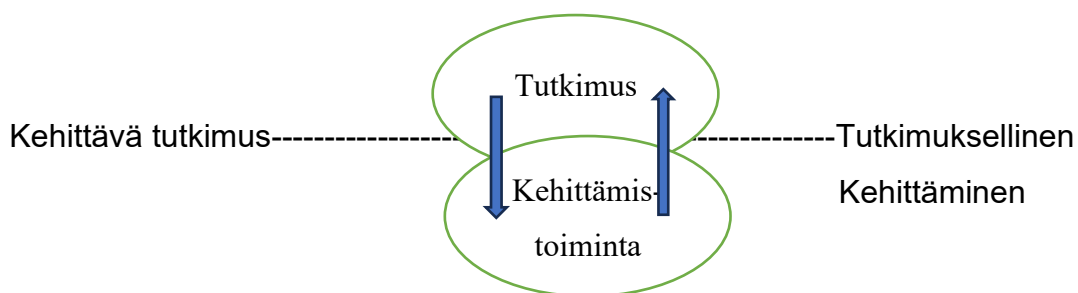 Tutkimus
Kehittävä tutkimus-------------------- -------------Tutkimuksellinen
Kehittämis- Kehittäminen
toiminta